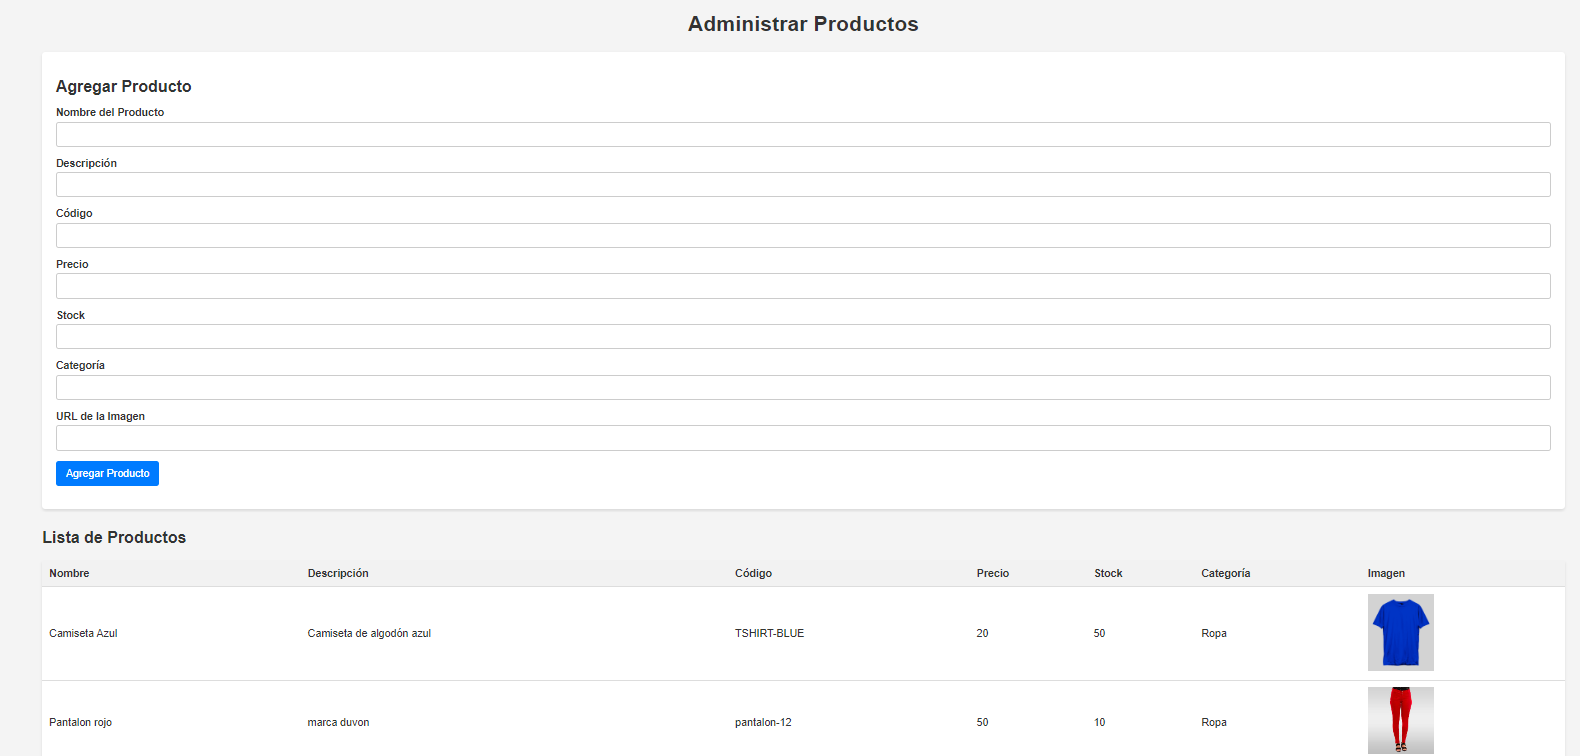 Administrar Productos
Agregar Producto
Nombre del Producto
Descripción
Código
Precio
Stock
Categoría
URL de la Imagen
Agregar Producto
Lista de Productos
Nombre Descripción Código Precio Stock Categoría Imagen
Camiseta Azul Camiseta de algodón azul TSHIRT-BLUE 20 50 Ropa
Pantalon rojo marca duvon pantalon-12 50 10 Ropa